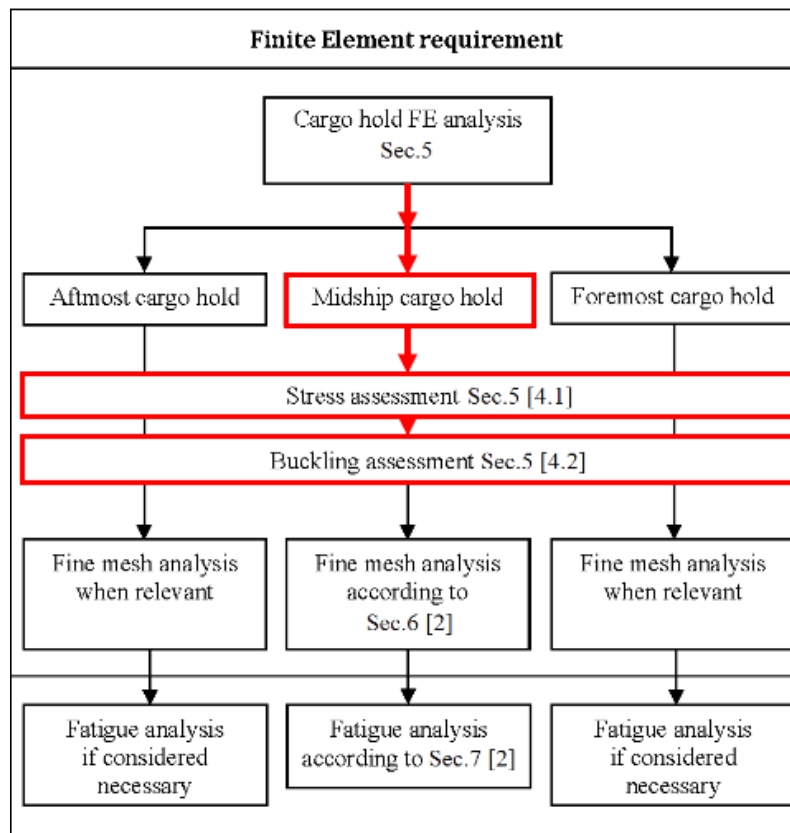 Finite Element requirement
Cargo hold FE analysis
Sec.5
Aftmost cargo hold
Midship cargo hold
Foremost cargo hold
Stress assessment Sec.5 [4.1]
Buckling assessment Sec.5 [4.2]
Fine mesh analysis
when relevant
Fine mesh analysis
according to
Sec.6 [2]
Fine mesh analysis
when relevant
Fatigue analysis
if considered
necessary
Fatigue analysis
according to Sec.7 [2]
Fatigue analysis
if considered
necessary